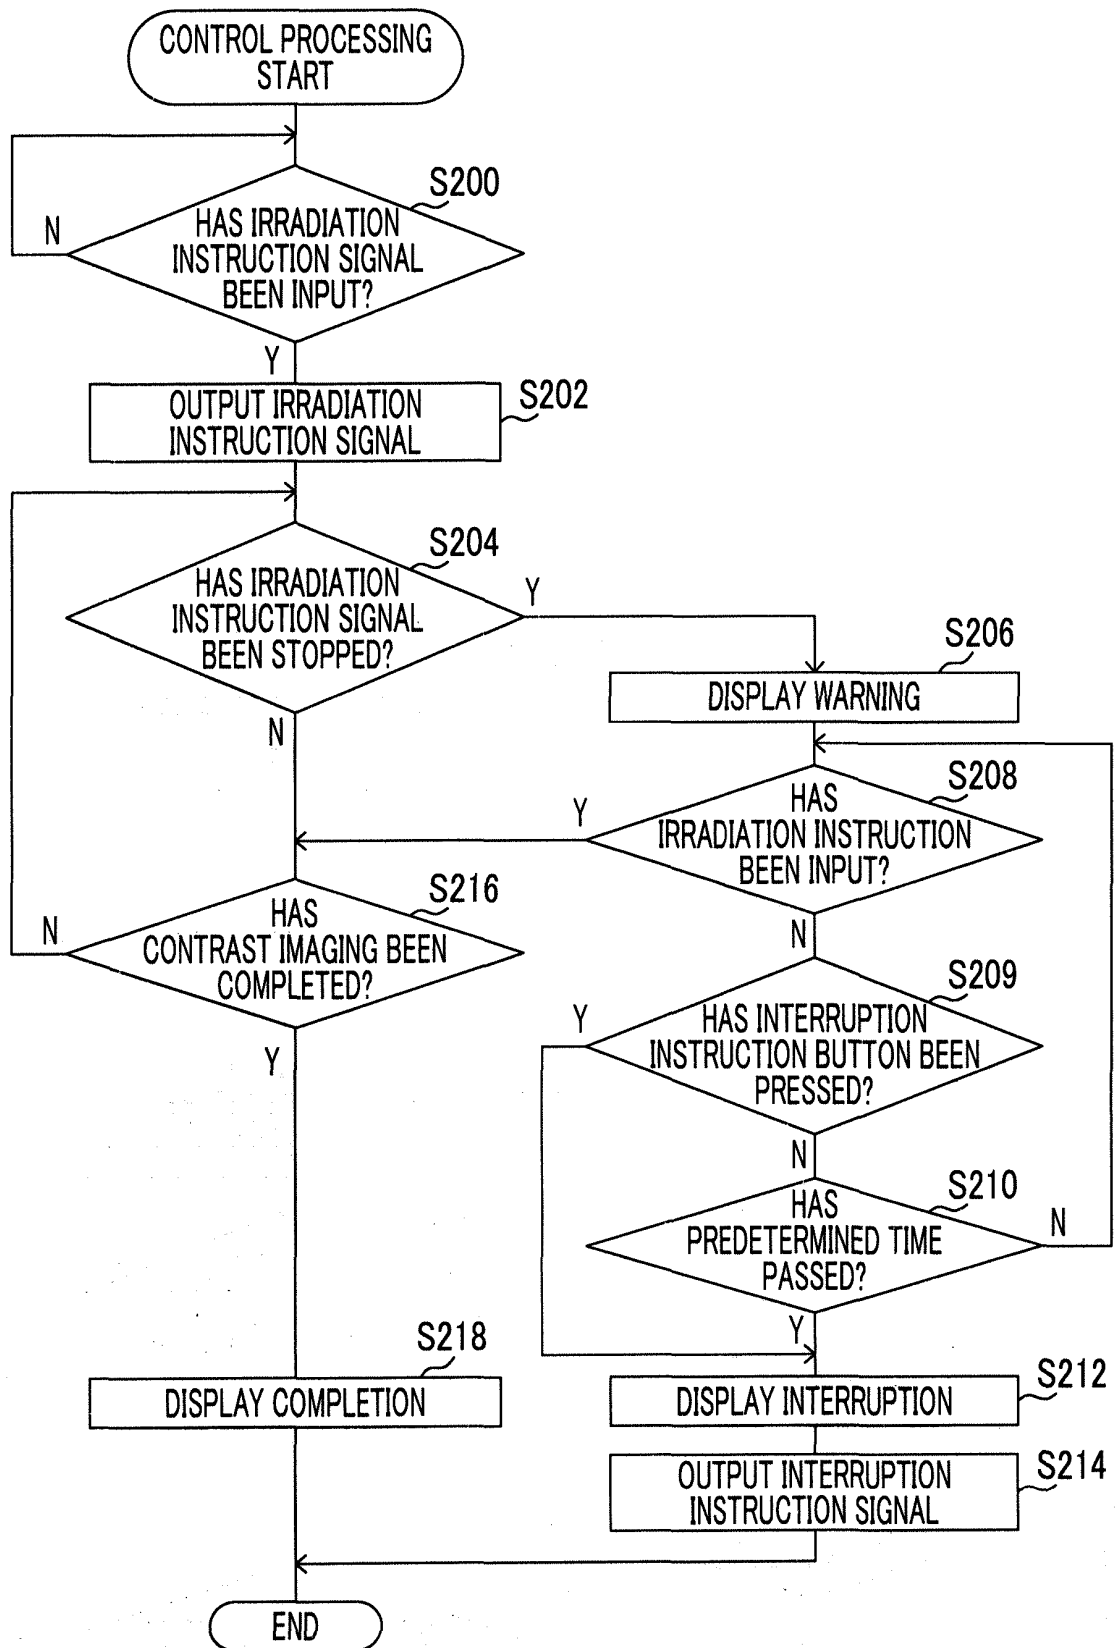 CONTROL PROCESSING
START
S200
N
HAS IRRADIATION
INSTRUCTION SIGNAL
BEEN INPUT?
Y
S202
OUTPUT IRRADIATION
INSTRUCTION SIGNAL
S204
HAS IRRADIATION
INSTRUCTION SIGNAL
BEEN STOPPED?
Y
N
S206
DISPLAY WARNING
S208
Y
HAS
IRRADIATION INSTRUCTION
BEEN INPUT?
N
S216
N
HAS
CONTRAST IMAGING BEEN
COMPLETED?
Y
S209
Y
HAS INTERRUPTION
INSTRUCTION BUTTON BEEN
PRESSED?
N
S210
HAS
PREDETERMINED TIME
PASSED?
N
Y
S218
DISPLAY COMPLETION
S212
DISPLAY INTERRUPTION
S214
OUTPUT INTERRUPTION
INSTRUCTION SIGNAL
END